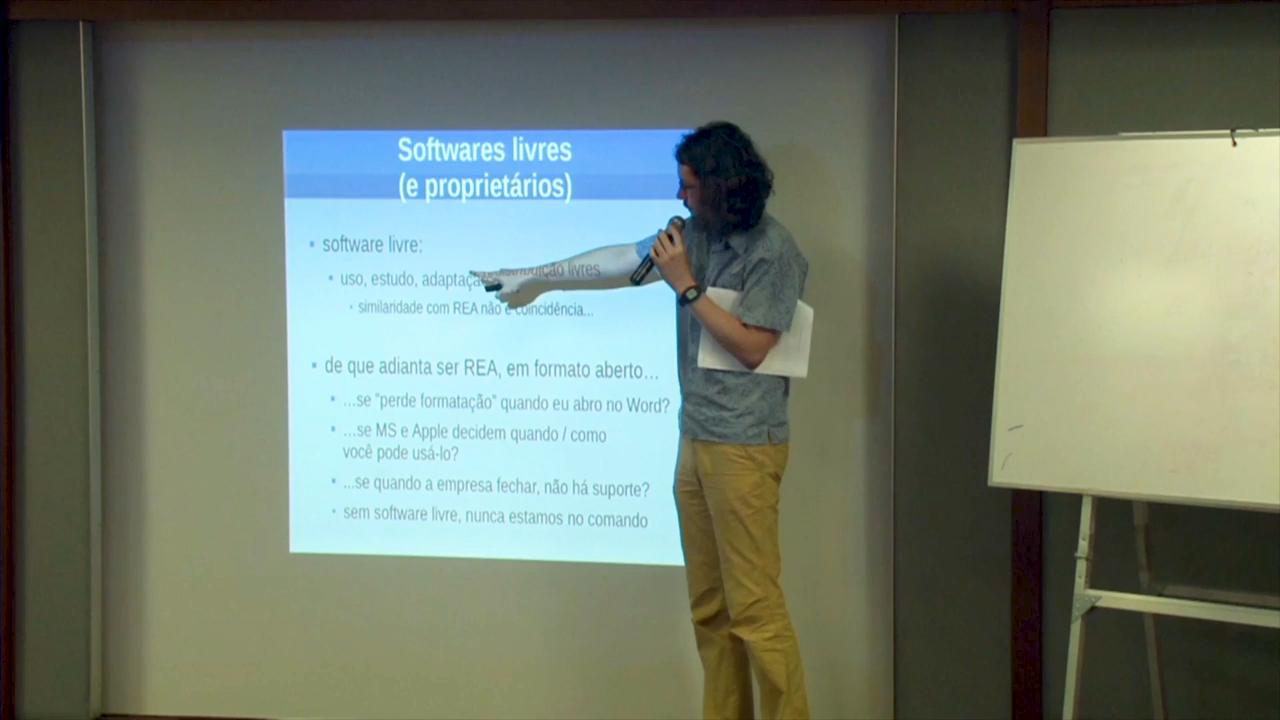 Softwares livres
(e proprietários)
software livre:
uso, estudo, adaptação distribuição livres
similaridade com REA não é coincidência...
de que adianta ser REA, em formato aberto...
...se "perde formatação" quando eu abro no Word?
...se MS e Apple decidem quando / como
você pode usá-lo?
...se quando a empresa fechar, não há suporte?
sem software livre, nunca estamos no comando